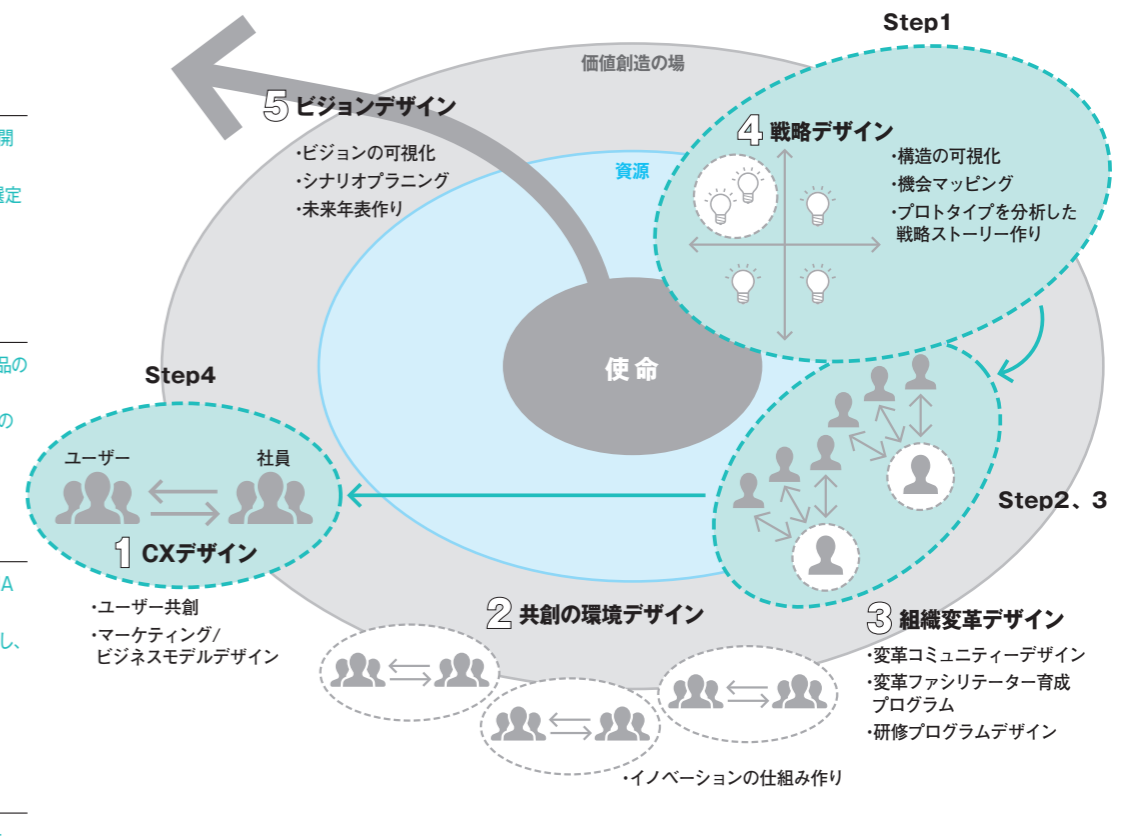 Step1
価値創造の場
5 ビジョンデザイン
・ビジョンの可視化
・シナリオプラニング
・未来年表作り
資源
4 戦略デザイン
・構造の可視化
・機会マッピング
・プロトタイプを分析した
戦略ストーリー作り
使命
Step4
ユーザー
社員
1 CXデザイン
・ユーザー共創
・マーケティング/
ビジネスモデルデザイン
Step2、3
2 共創の環境デザイン
・イノベーションの仕組み作り
3 組織変革デザイン
・変革コミュニティーデザイン
・変革ファシリテーター育成
プログラム
・研修プログラムデザイン
開
選定
品の
の
A
し、